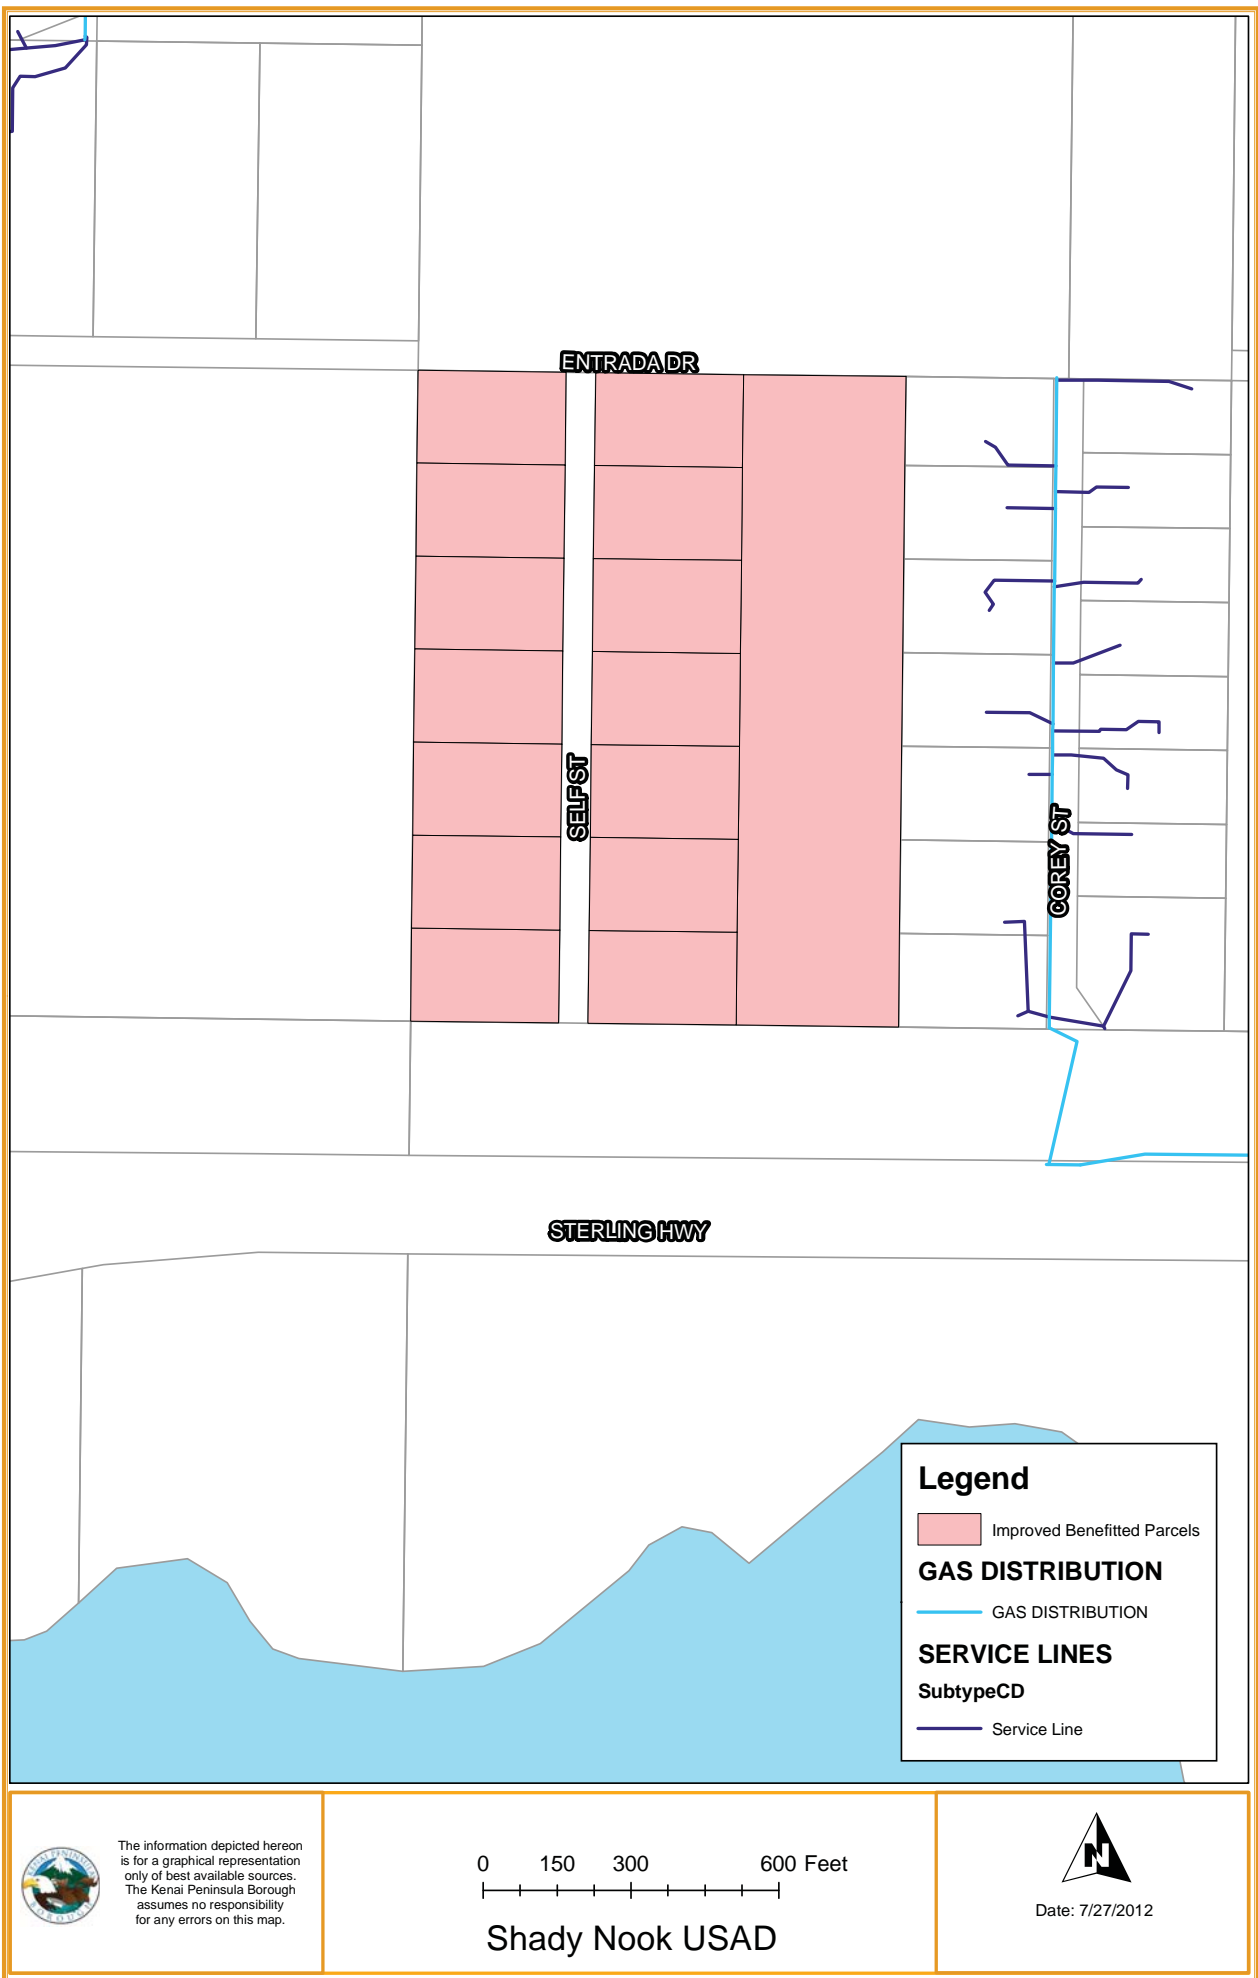 ENTRADA DR
SELF ST
COREY ST
STERLING HWY
Legend
Improved Benefitted Parcels
GAS DISTRIBUTION
GAS DISTRIBUTION
SERVICE LINES
SubtypeCD
Service Line
KENAI PENINSULA
BOROUGH
The information depicted hereon
is for a graphical representation
only of best available sources.
The Kenai Peninsula Borough
assumes no responsibility
for any errors on this map.
0 150 300 600 Feet
Shady Nook USAD
N
Date: 7/27/2012